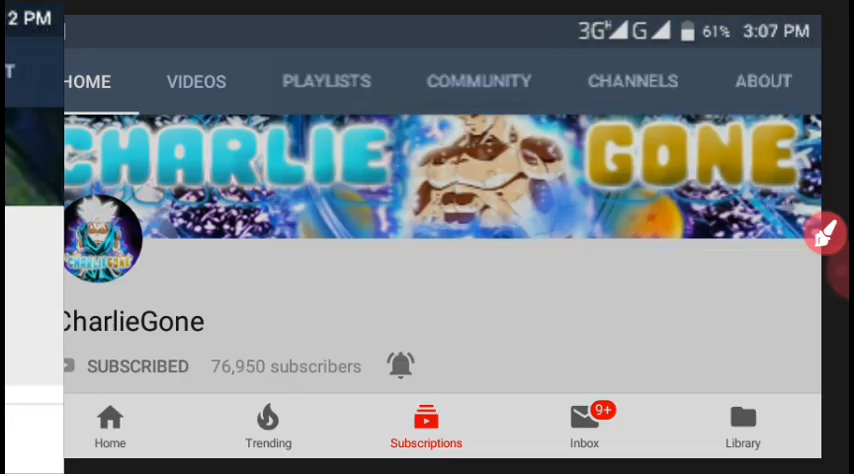 2 PM
3G H G 61% 3:07 PM
T
HOME VIDEOS PLAYLISTS COMMUNITY CHANNELS ABOUT
CHARLIE GONE
CHARLIEGONE
CharlieGone
SUBSCRIBED 76,950 subscribers
9+
Home Trending Subscriptions Inbox Library